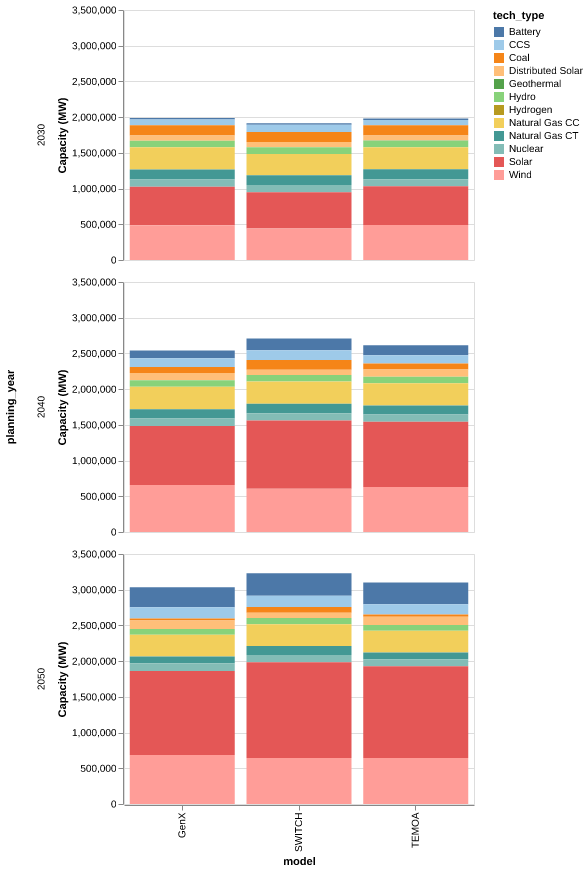 tech_type
Battery
CCS
Coal
Distributed Solar
Geothermal
Hydro
Hydrogen
Natural Gas CC
Natural Gas CT
Nuclear
Solar
Wind
planning_year
2030
Capacity (MW)
3,500,000
3,000,000
2,500,000
2,000,000
1,500,000
1,000,000
500,000
0
2040
Capacity (MW)
3,500,000
3,000,000
2,500,000
2,000,000
1,500,000
1,000,000
500,000
0
2050
Capacity (MW)
3,500,000
3,000,000
2,500,000
2,000,000
1,500,000
1,000,000
500,000
0
GenX
SWITCH
TEMOA
model